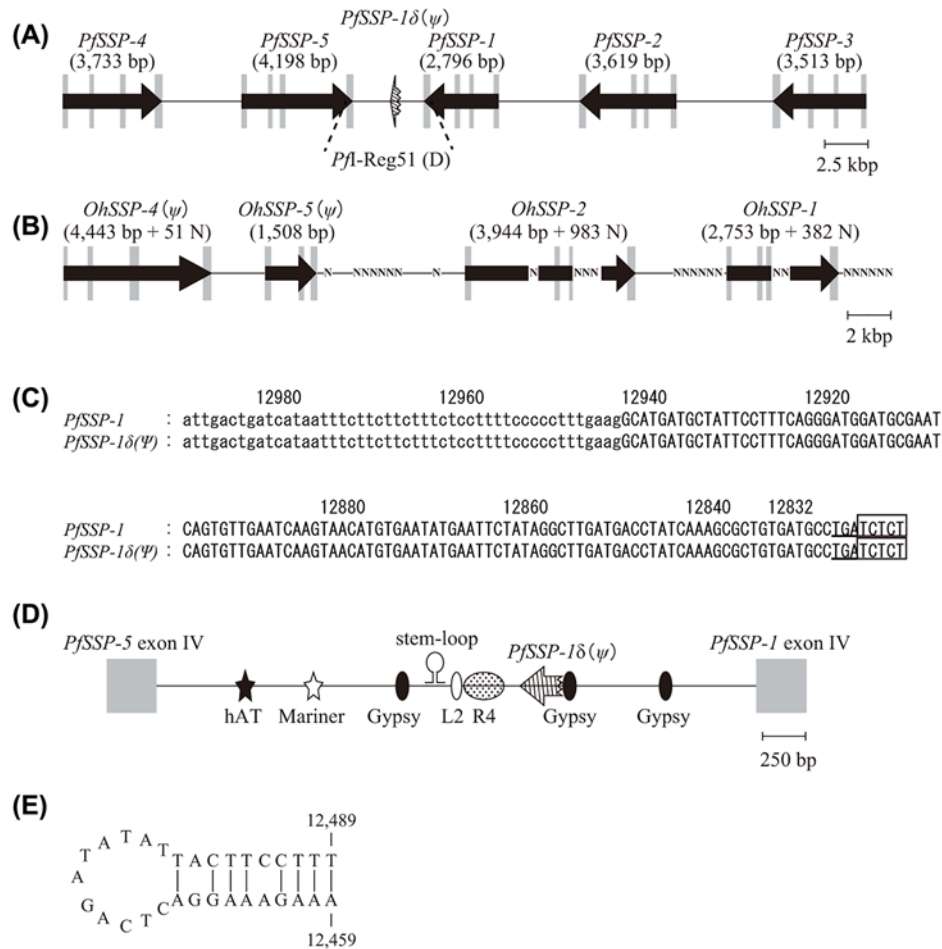 (A)
PfSSP-1δ(ψ)
PfSSP-4 PfSSP-5 PfSSP-1 PfSSP-2 PfSSP-3
(3,733 bp) (4,198 bp) (2,796 bp) (3,619 bp) (3,513 bp)
PfI-Reg51 (D)
2.5 kbp
(B)
OhSSP-4 (ψ) OhSSP-5 (ψ) OhSSP-2 OhSSP-1
(4,443 bp + 51 N) (1,508 bp) (3,944 bp + 983 N) (2,753 bp + 382 N)
N NNNNNN N N NNN NNNNNN NN NNNNNN
2 kbp
(C)
12980 12960 12940 12920
PfSSP-1 : attgactgatcataatttcttcttctttctccttttccccctttgaagGCATGATGCTATTCCTTTCAGGGATGGATGCGAAT
PfSSP-1δ(Ψ) : attgactgatcataatttcttcttctttctccttttccccctttgaagGCATGATGCTATTCCTTTCAGGGATGGATGCGAAT
12880 12860 12840 12832
PfSSP-1 : CAGTGTTGAATCAAGTAACATGTGAATATGAATTCTATAGGCTTGATGACCTATCAAAGCGCTGTGATGCCTGATCTCT
PfSSP-1δ(Ψ) : CAGTGTTGAATCAAGTAACATGTGAATATGAATTCTATAGGCTTGATGACCTATCAAAGCGCTGTGATGCCTGATCTCT
(D)
PfSSP-5 exon IV stem-loop PfSSP-1δ(ψ) PfSSP-1 exon IV
hAT Mariner Gypsy L2 R4 Gypsy Gypsy
250 bp
(E)
12,489
A T A T A T T A C T T C C T T T
T
A
G A C T C A G G A A A G A A A
12,459